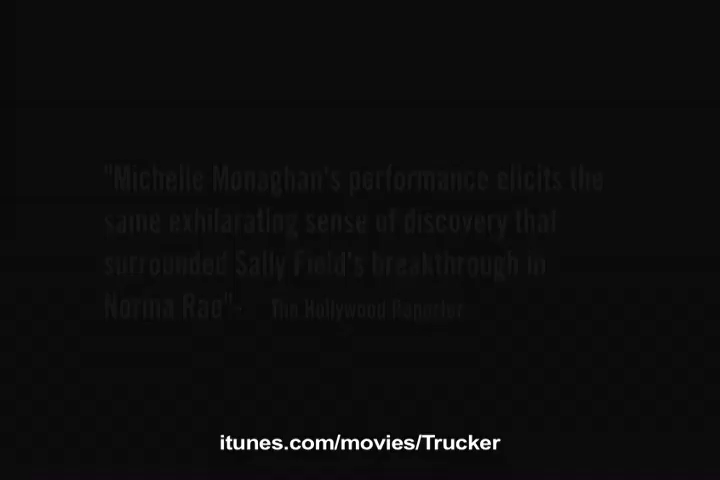 "Michelle Monaghan's performance elicits the
same exhilarating sense of discovery that
surrounded Sally Field's breakthrough in
Norma Rae"- The Hollywood Reporter
itunes.com/movies/Trucker